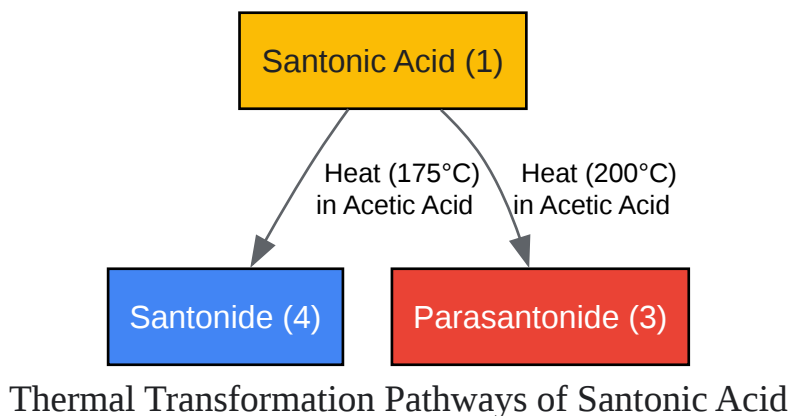 Santonic Acid (1)
Heat (175°C)
in Acetic Acid
Heat (200°C)
in Acetic Acid
Santonide (4)
Parasantonide (3)
Thermal Transformation Pathways of Santonic Acid